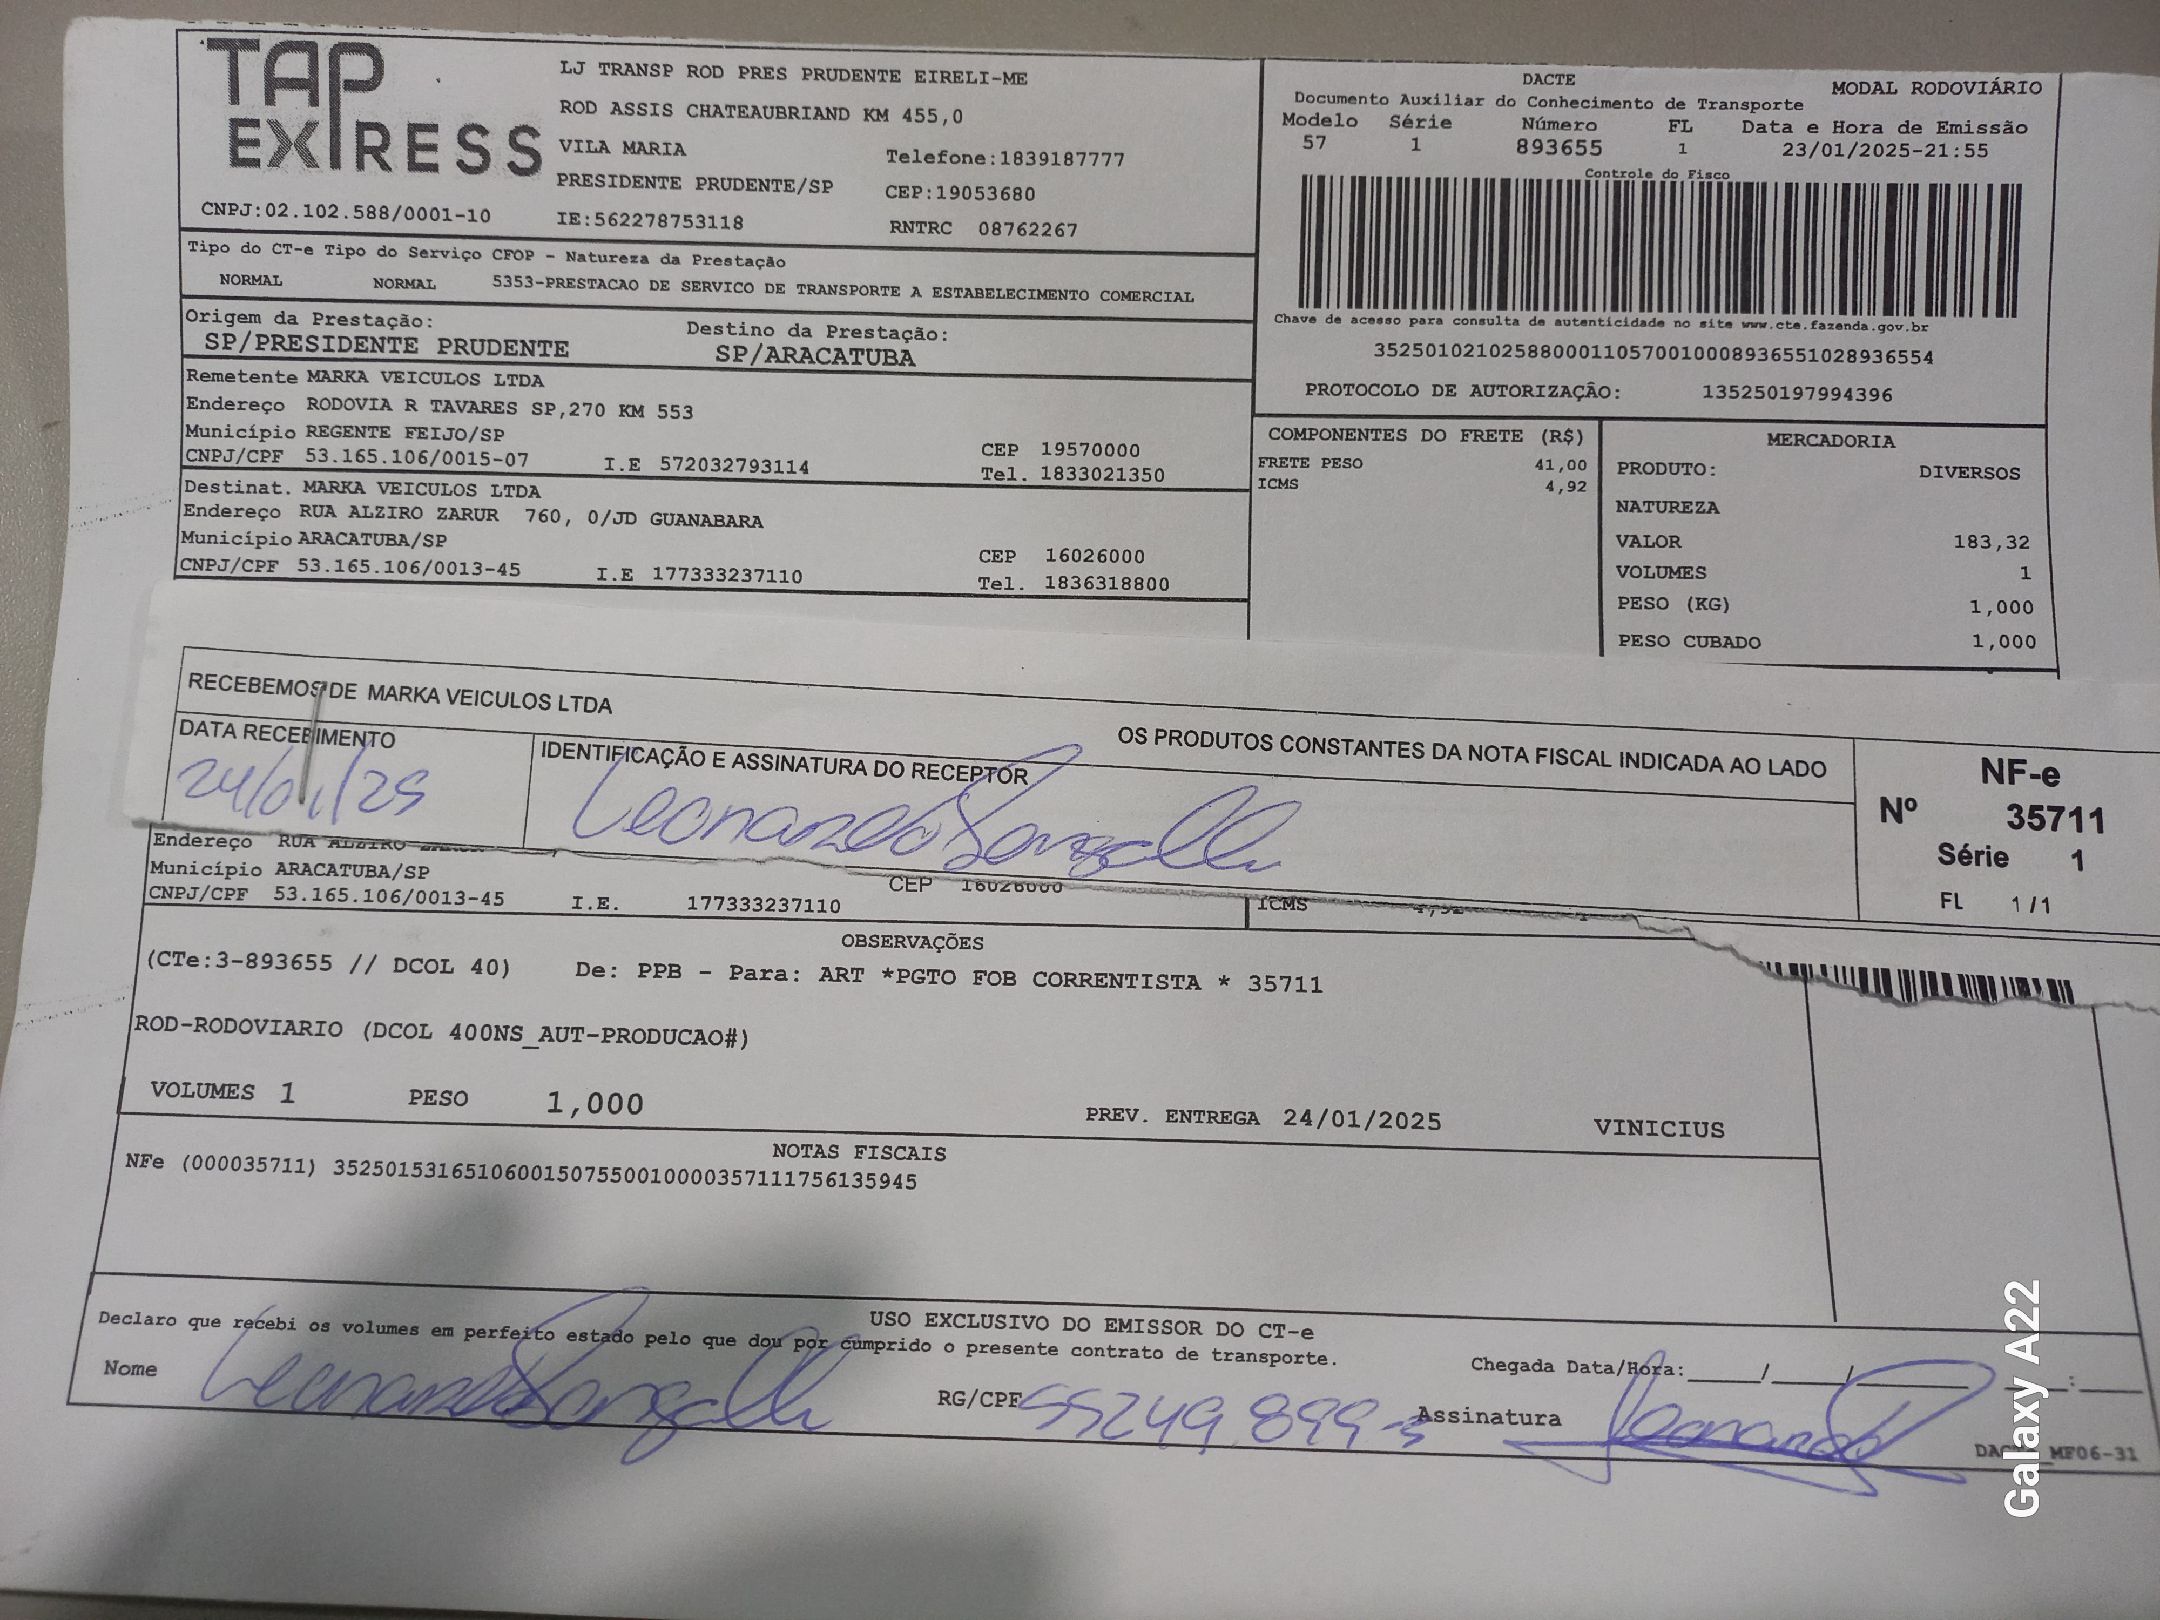 TAP EXPRESS
LJ TRANSP ROD PRES PRUDENTE EIRELI-ME
ROD ASSIS CHATEAUBRIAND KM 455,0
VILA MARIA Telefone:1839187777
PRESIDENTE PRUDENTE/SP CEP:19053680
CNPJ:02.102.588/0001-10 IE:562278753118 RNTRC 08762267
DACTE MODAL RODOVIÁRIO
Documento Auxiliar do Conhecimento de Transporte
Modelo Série Número FL Data e Hora de Emissão
57 1 893655 1 23/01/2025-21:55
Controle do Fisco
Chave de acesso para consulta de autenticidade no site www.cte.fazenda.gov.br
35250102102588000110570010008936551028936554
PROTOCOLO DE AUTORIZAÇÃO: 135250197994396
Tipo do CT-e Tipo do Serviço CFOP - Natureza da Prestação
NORMAL NORMAL 5353-PRESTACAO DE SERVICO DE TRANSPORTE A ESTABELECIMENTO COMERCIAL
Origem da Prestação: Destino da Prestação:
SP/PRESIDENTE PRUDENTE SP/ARACATUBA
Remetente MARKA VEICULOS LTDA
Endereço RODOVIA R TAVARES SP,270 KM 553
Município REGENTE FEIJO/SP CEP 19570000
CNPJ/CPF 53.165.106/0015-07 I.E 572032793114 Tel. 1833021350
Destinat. MARKA VEICULOS LTDA
Endereço RUA ALZIRO ZARUR 760, 0/JD GUANABARA
Município ARACATUBA/SP CEP 16026000
CNPJ/CPF 53.165.106/0013-45 I.E 177333237110 Tel. 1836318800
COMPONENTES DO FRETE (R$)
FRETE PESO 41,00
ICMS 4,92
MERCADORIA
PRODUTO: DIVERSOS
NATUREZA
VALOR 183,32
VOLUMES 1
PESO (KG) 1,000
PESO CUBADO 1,000
RECEBEMOS DE MARKA VEICULOS LTDA OS PRODUTOS CONSTANTES DA NOTA FISCAL INDICADA AO LADO
DATA RECEBIMENTO IDENTIFICAÇÃO E ASSINATURA DO RECEPTOR
24/01/25 Leonardo
NF-e
Nº 35711
Série 1
FL 1 /1
Endereço RUA ALZIRO
Município ARACATUBA/SP CEP 16026000
CNPJ/CPF 53.165.106/0013-45 I.E. 177333237110 ICMS 4,92
OBSERVAÇÕES
(CTe:3-893655 // DCOL 40) De: PPB - Para: ART *PGTO FOB CORRENTISTA * 35711
ROD-RODOVIARIO (DCOL 400NS_AUT-PRODUCAO#)
VOLUMES 1 PESO 1,000 PREV. ENTREGA 24/01/2025 VINICIUS
NOTAS FISCAIS
NFe (000035711) 35250153165106001507550010000357111756135945
USO EXCLUSIVO DO EMISSOR DO CT-e
Declaro que recebi os volumes em perfeito estado pelo que dou por cumprido o presente contrato de transporte.
Chegada Data/Hora:_____/_____/_______ ____:____
Nome Leonardo RG/CPF 55249.899-3 Assinatura Leonardo
MF06-31
Galaxy A22